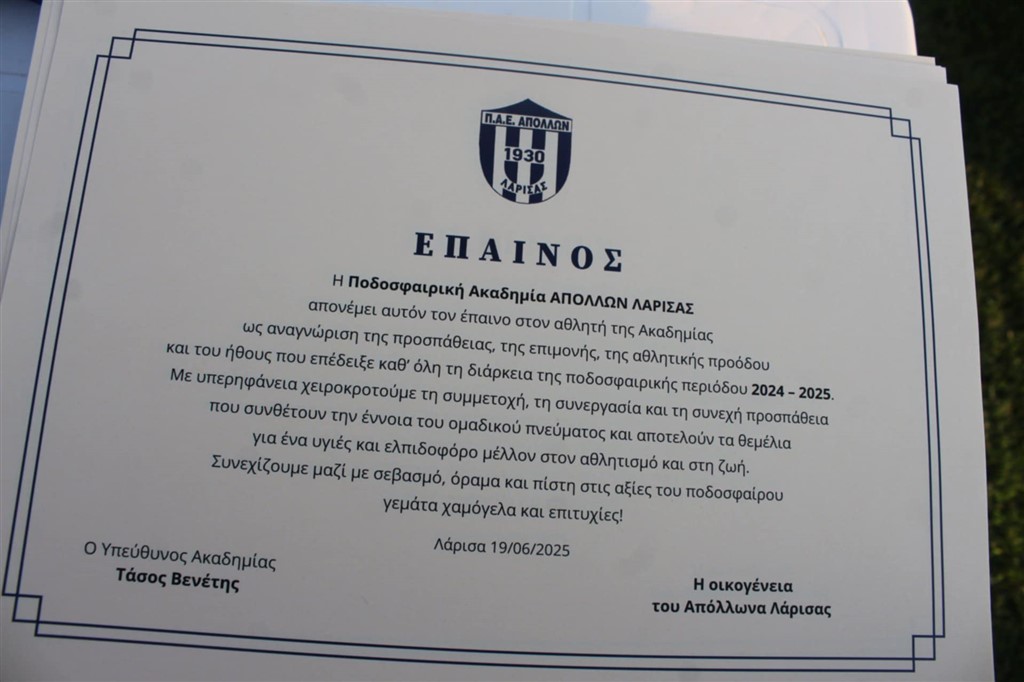 Π.Α.Ε. ΑΠΟΛΛΩΝ
1930
ΛΑΡΙΣΑΣ
ΕΠΑΙΝΟΣ
Η Ποδοσφαιρική Ακαδημία ΑΠΟΛΛΩΝ ΛΑΡΙΣΑΣ
απονέμει αυτόν τον έπαινο στον αθλητή της Ακαδημίας
ως αναγνώριση της προσπάθειας, της επιμονής, της αθλητικής προόδου
και του ήθους που επέδειξε καθ’ όλη τη διάρκεια της ποδοσφαιρικής περιόδου 2024 – 2025.
Με υπερηφάνεια χειροκροτούμε τη συμμετοχή, τη συνεργασία και τη συνεχή προσπάθεια
που συνθέτουν την έννοια του ομαδικού πνεύματος και αποτελούν τα θεμέλια
για ένα υγιές και ελπιδοφόρο μέλλον στον αθλητισμό και στη ζωή.
Συνεχίζουμε μαζί με σεβασμό, όραμα και πίστη στις αξίες του ποδοσφαίρου
γεμάτα χαμόγελα και επιτυχίες!
Λάρισα 19/06/2025
Ο Υπεύθυνος Ακαδημίας
Τάσος Βενέτης
Η οικογένεια
του Απόλλωνα Λάρισας